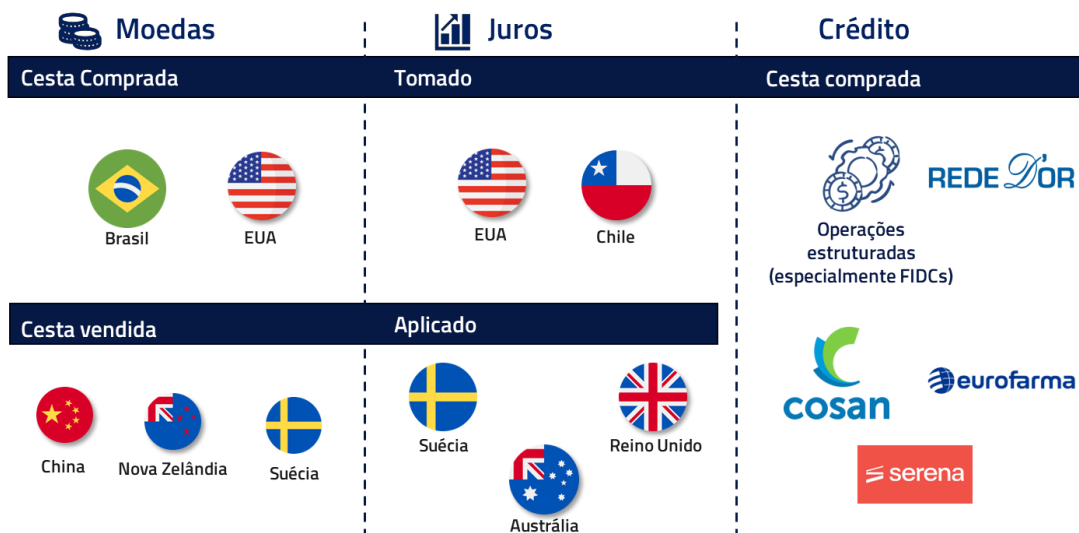 Moedas
Juros
Crédito
Cesta Comprada
Tomado
Cesta comprada
Brasil
EUA
EUA
Chile
Operações
estruturadas
(especialmente FIDCs)
REDE D'OR
Cesta vendida
Aplicado
China
Nova Zelândia
Suécia
Suécia
Austrália
Reino Unido
cosan
eurofarma
serena